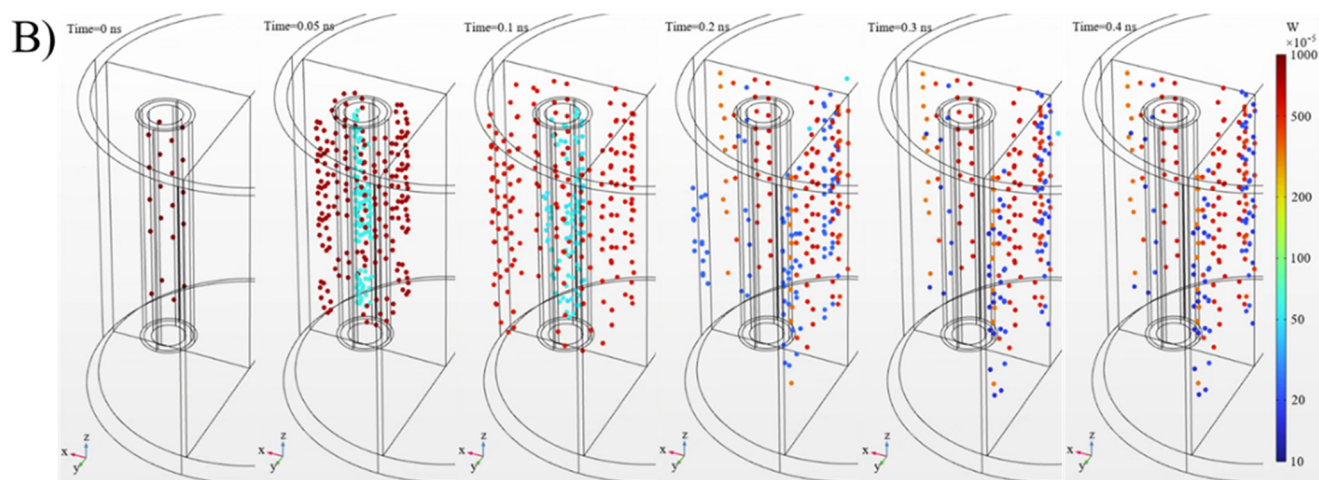 B)
Time=0 ns
Time=0.05 ns
Time=0.1 ns
Time=0.2 ns
Time=0.3 ns
Time=0.4 ns
W
×10⁻⁵
1000
500
200
100
50
20
10
z
x
y
z
x
y
z
x
y
z
x
y
z
x
y
z
x
y